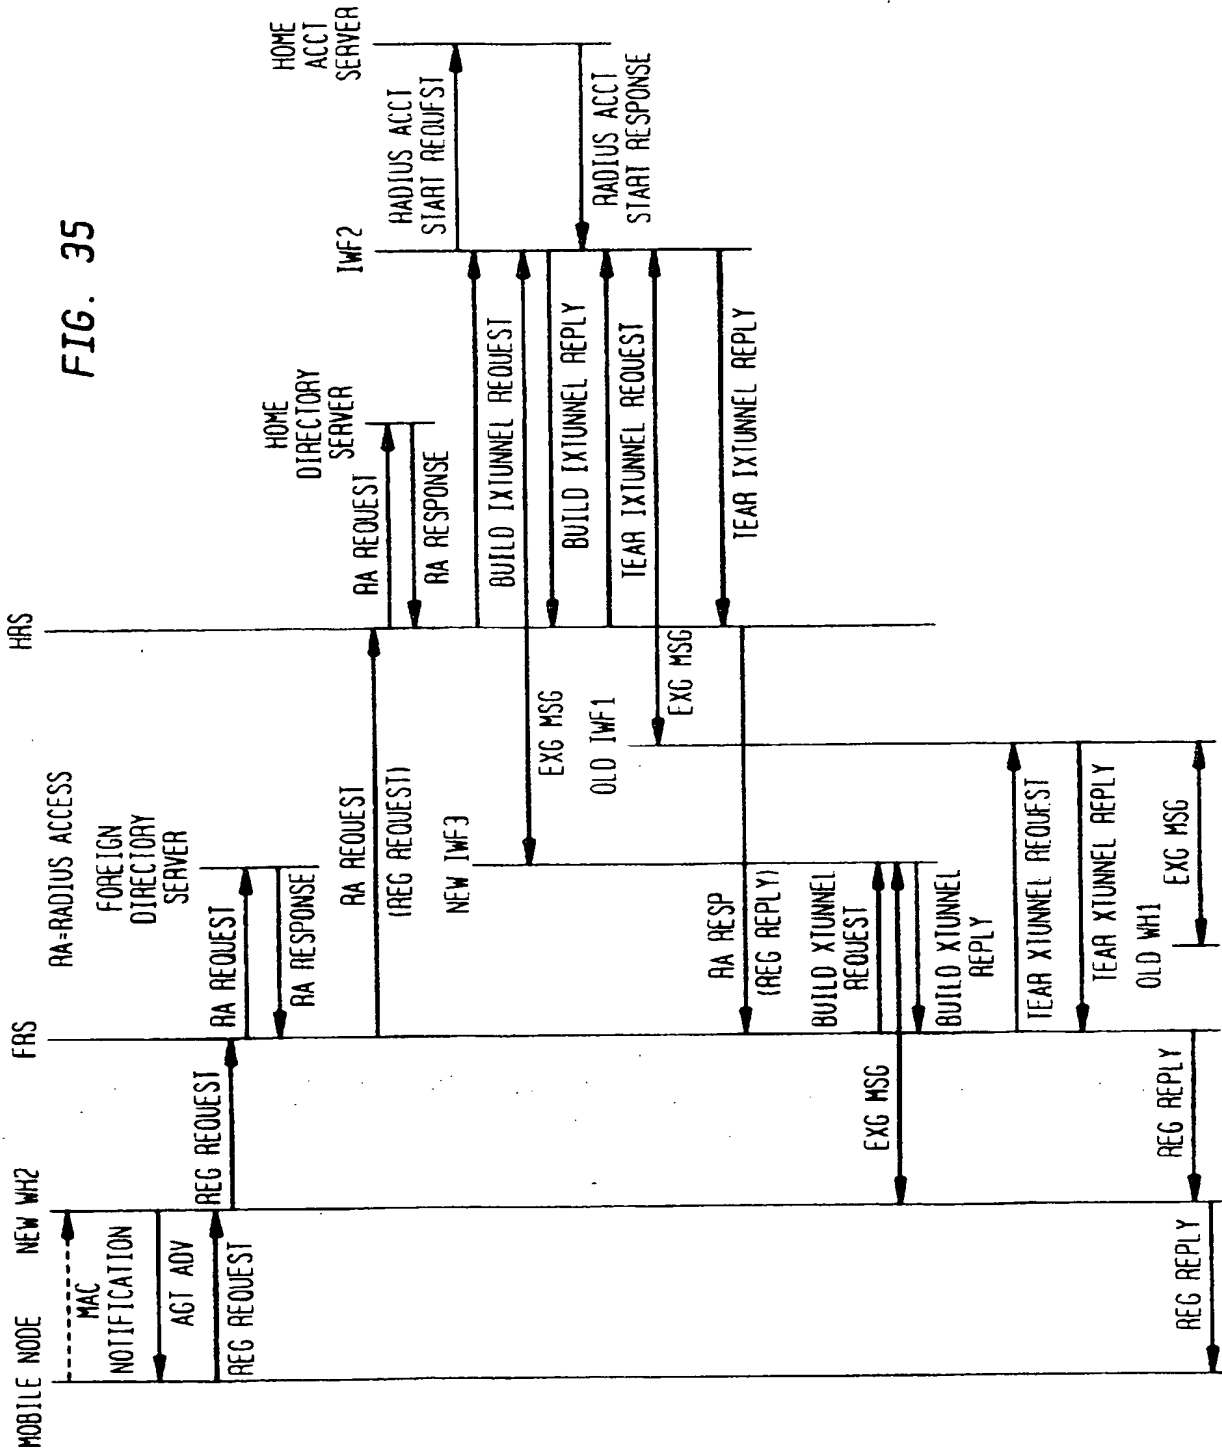 FIG. 35
RA=RADIUS ACCESS
MOBILE NODE
NEW WH2
FRS
FOREIGN
DIRECTORY
SERVER
HRS
HOME
DIRECTORY
SERVER
IWF2
HOME
ACCT
SERVER
MAC
NOTIFICATION
AGT ADV
REG REQUEST
REG REQUEST
RA REQUEST
RA RESPONSE
RA REQUEST
(REG REQUEST)
RA REQUEST
RA RESPONSE
RADIUS ACCT
START REQUEST
BUILD IXTUNNEL REQUEST
NEW IWF3
EXG MSG
BUILD IXTUNNEL REPLY
RADIUS ACCT
START RESPONSE
TEAR IXTUNNEL REQUEST
OLD IWF1
EXG MSG
TEAR IXTUNNEL REPLY
RA RESP
(REG REPLY)
BUILD XTUNNEL
REQUEST
EXG MSG
BUILD XTUNNEL
REPLY
TEAR XTUNNEL REQUEST
TEAR XTUNNEL REPLY
OLD WH1
EXG MSG
REG REPLY
REG REPLY